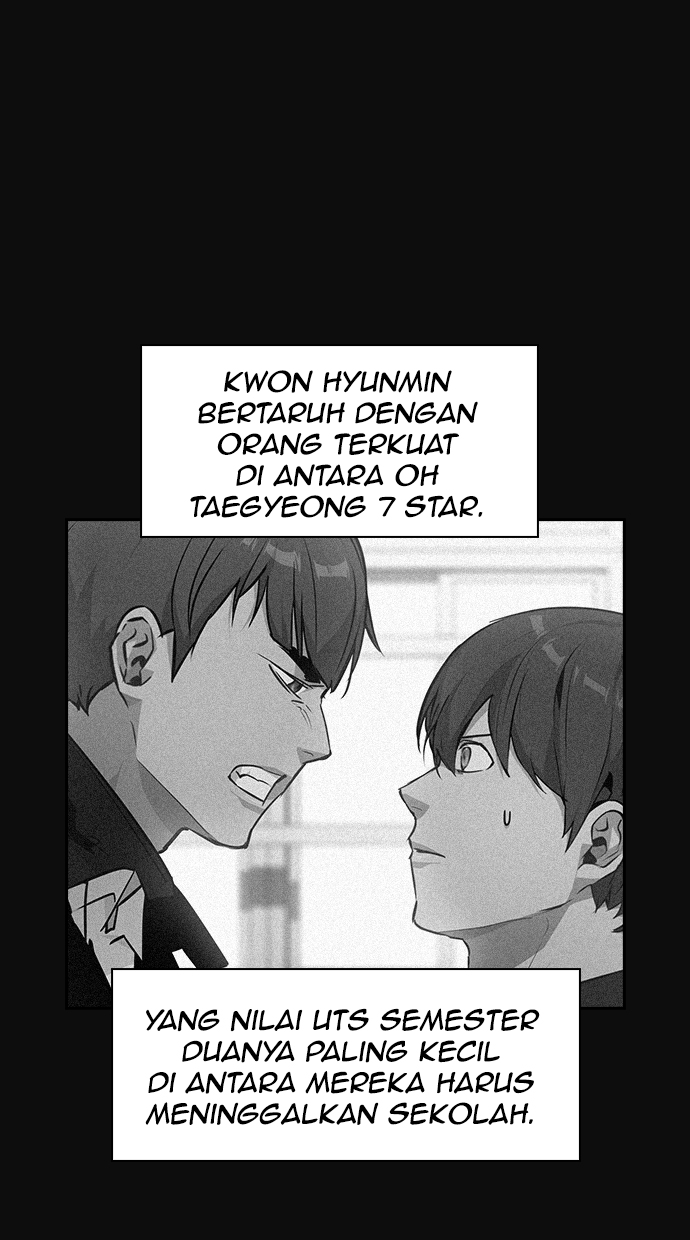 KWON HYUNMIN
BERTARUH DENGAN
ORANG TERKUAT
DI ANTARA OH
TAEGYEONG 7 STAR.
YANG NILAI UTS SEMESTER
DUANYA PALING KECIL
DI ANTARA MEREKA HARUS
MENINGGALKAN SEKOLAH.